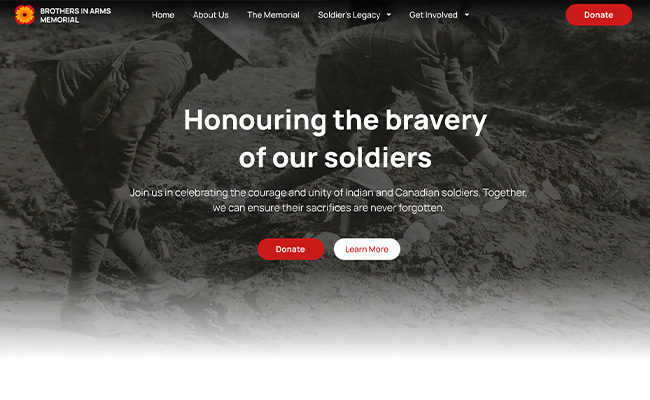 BROTHERS IN ARMS
MEMORIAL
Home
About Us
The Memorial
Soldier's Legacy
Get Involved
Donate
Honouring the bravery
of our soldiers
Join us in celebrating the courage and unity of Indian and Canadian soldiers. Together,
we can ensure their sacrifices are never forgotten.
Donate
Learn More